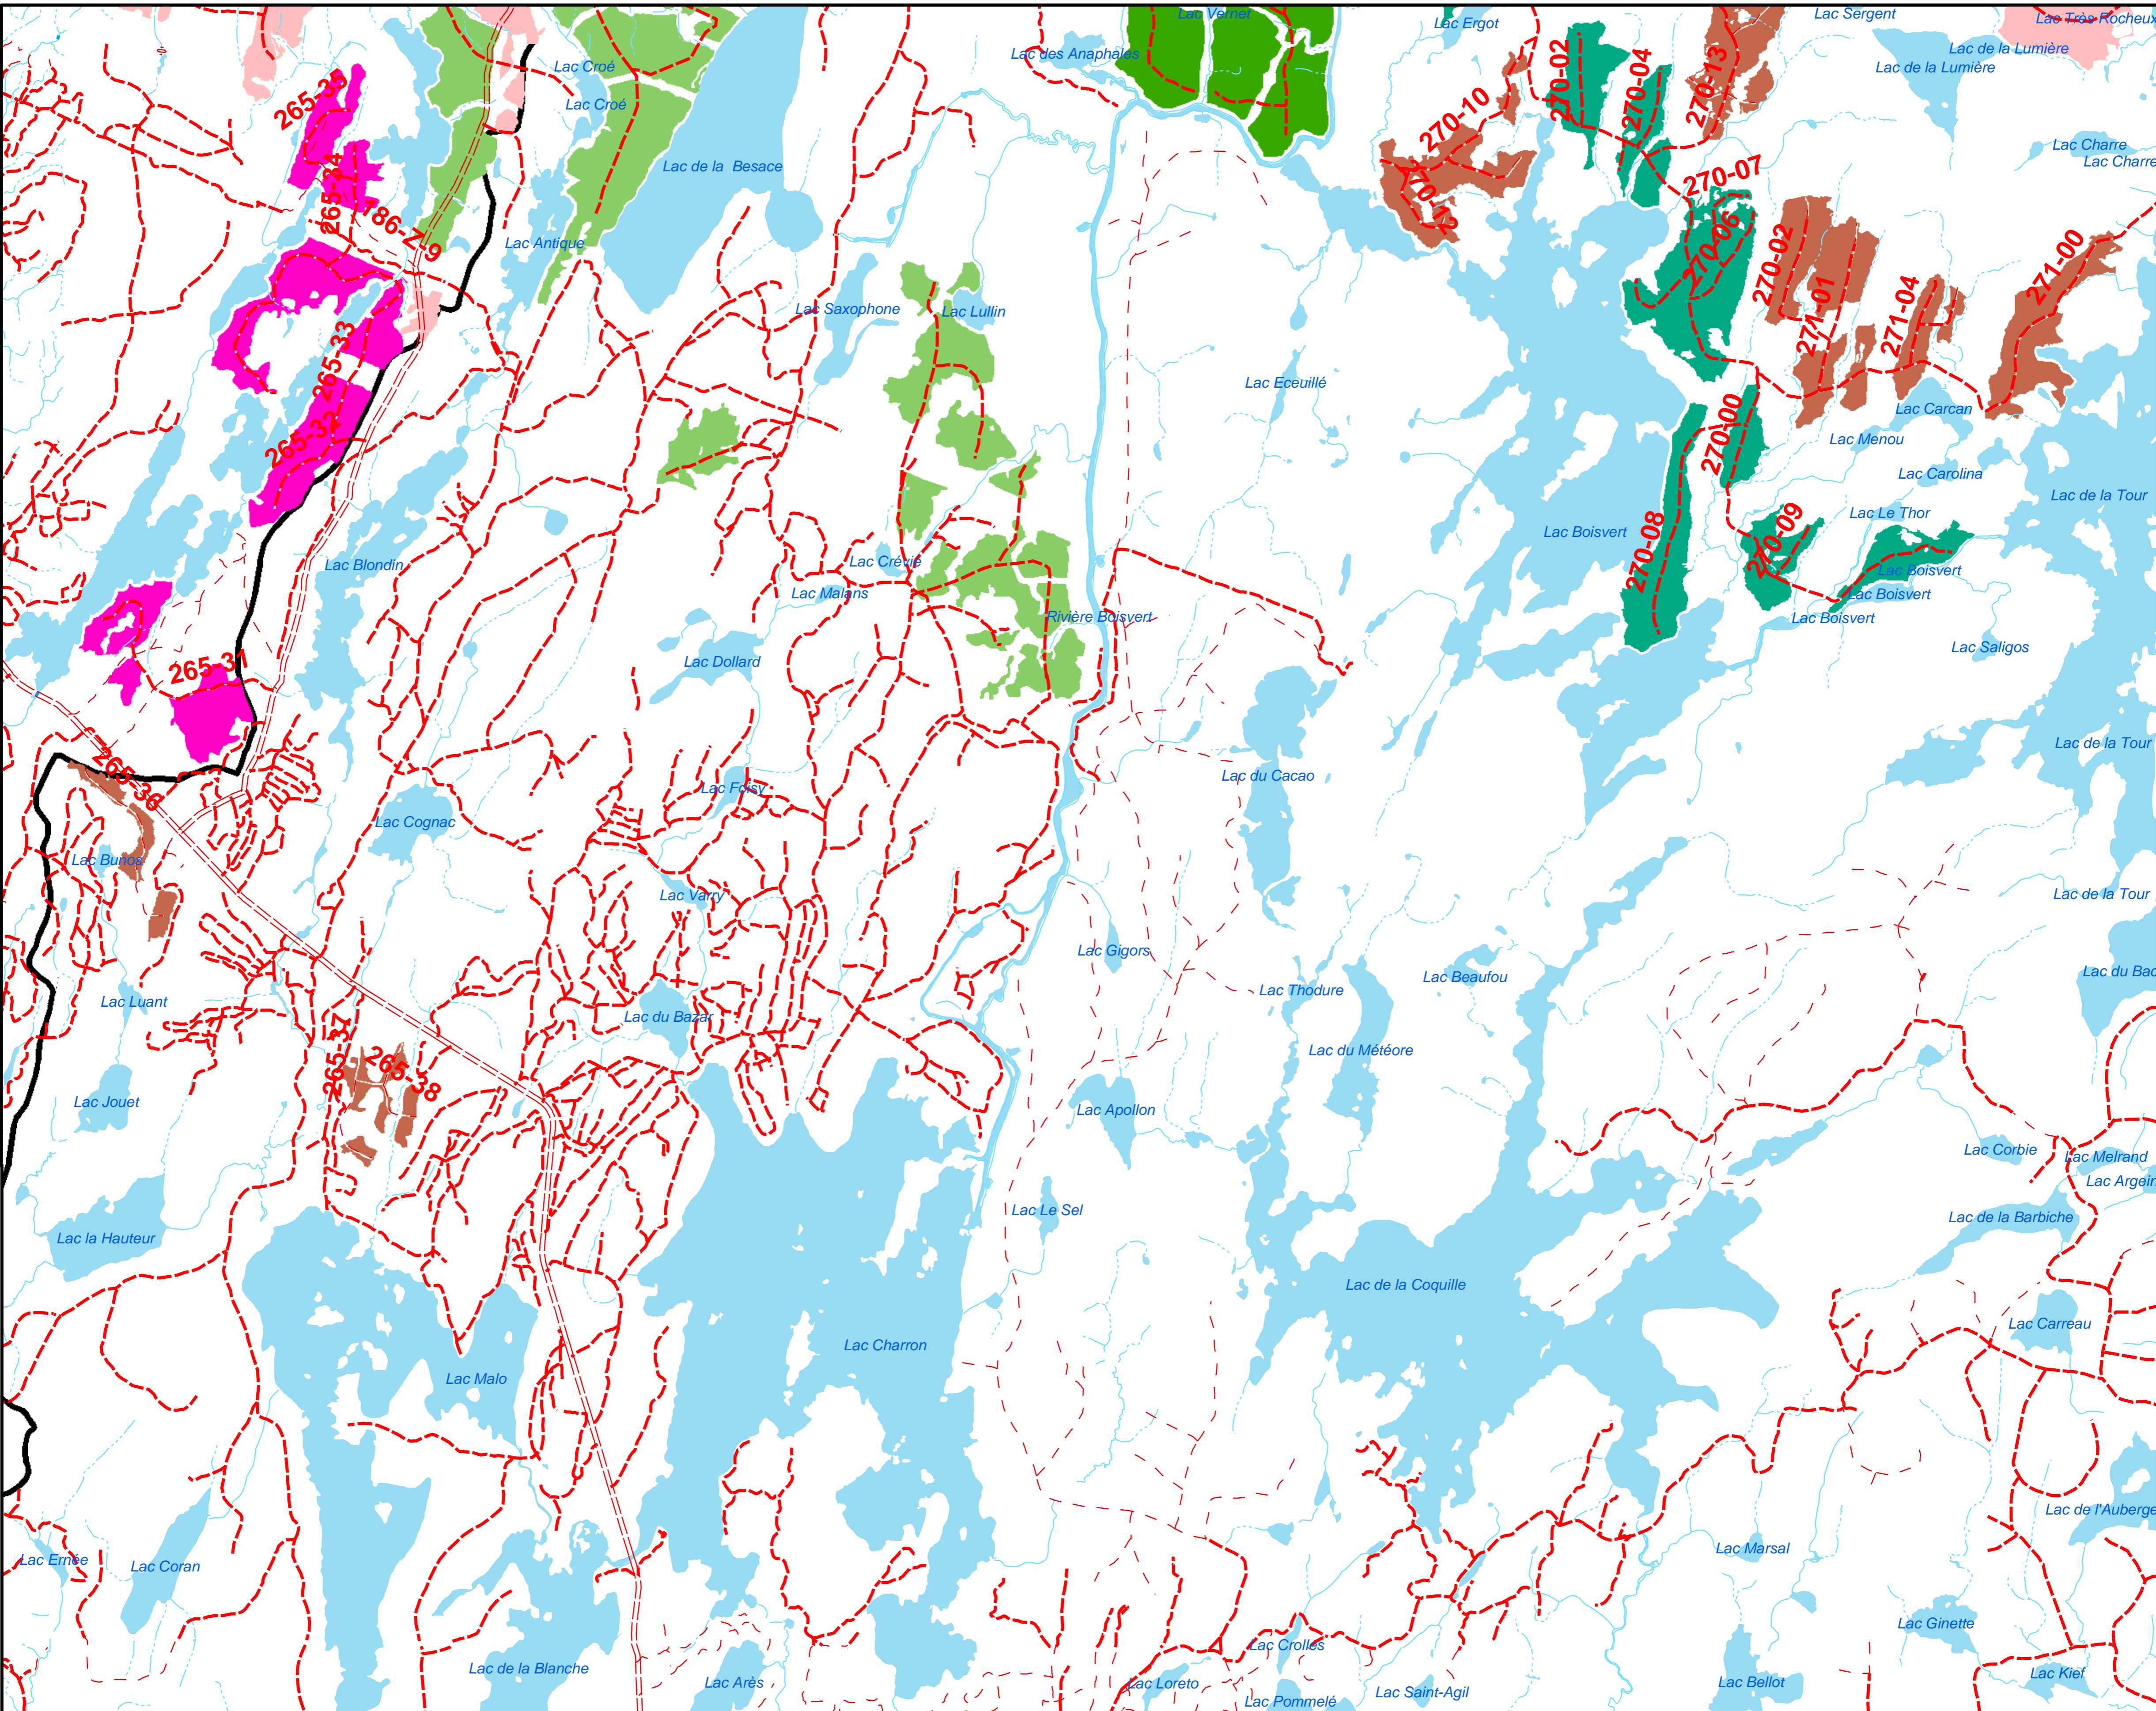 Lac Vernet
Lac Ergot
Lac Sergent
Lac Très Rocheux
Lac des Anaphales
Lac Croé
Lac de la Lumière
Lac de la Lumière
265-35
270-02
270-04
270-13
Lac Croé
270-10
Lac Charre
Lac Charre
Lac de la Besace
265-34
270-07
270-12
786-Z-9
Lac Antique
270-06
270-02
271-00
Lac Saxophone
Lac Lullin
271-01
271-04
265-33
Lac Eceuillé
Lac Carcan
265-32
270-00
Lac Menou
Lac Carolina
Lac de la Tour
Lac Le Thor
Lac Boisvert
270-08
270-09
Lac Blondin
Lac Crévié
Lac Boisvert
Lac Malans
Lac Boisvert
Rivière Boisvert
Lac Boisvert
Lac Saligos
265-31
Lac Dollard
Lac de la Tour
265-36
Lac du Cacao
Lac Foisy
Lac Cognac
Lac Bunos
Lac Varry
Lac de la Tour
Lac Gigors
Lac Beaufou
Lac du Bac
Lac Thodure
Lac Luant
Lac du Bazar
265-37
265-38
Lac du Météore
Lac Jouet
Lac Apollon
Lac Corbie
Lac Melrand
Lac Argein
Lac Le Sel
Lac de la Barbiche
Lac la Hauteur
Lac de la Coquille
Lac Carreau
Lac Charron
Lac Malo
Lac de l'Auberge
Lac Marsal
Lac Ernée
Lac Coran
Lac Ginette
Lac Crolles
Lac de la Blanche
Lac Arès
Lac Loreto
Lac Pommelé
Lac Saint-Agil
Lac Bellot
Lac Kief